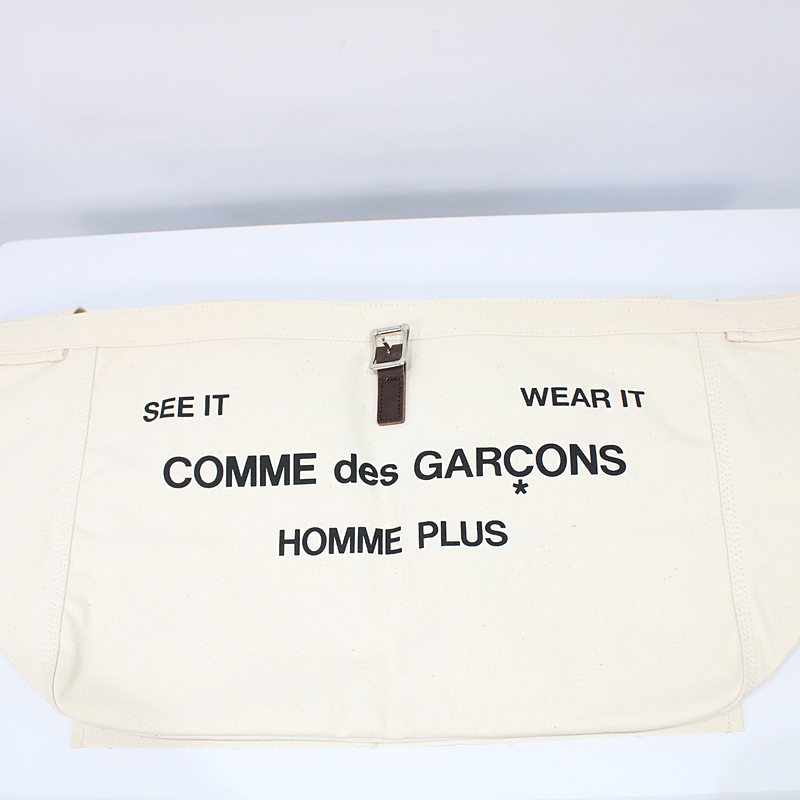 SEE IT WEAR IT
COMME des GARÇONS
*
HOMME PLUS